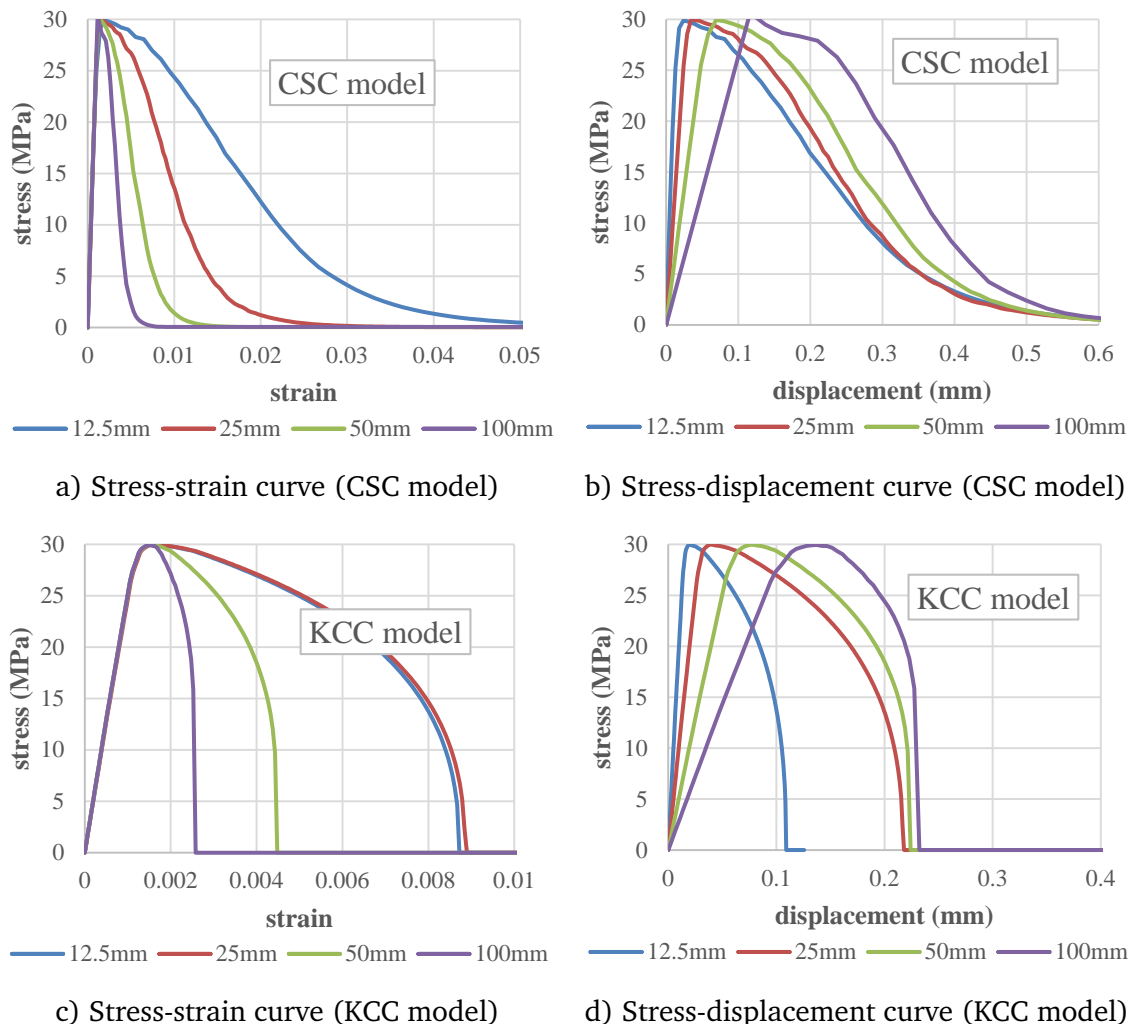 30
25
20
15
10
5
0
stress (MPa)
CSC model
0 0.01 0.02 0.03 0.04 0.05
strain
12.5mm 25mm 50mm 100mm
a) Stress-strain curve (CSC model)
30
25
20
15
10
5
0
stress (MPa)
CSC model
0 0.1 0.2 0.3 0.4 0.5 0.6
displacement (mm)
12.5mm 25mm 50mm 100mm
b) Stress-displacement curve (CSC model)
30
25
20
15
10
5
0
stress (MPa)
KCC model
0 0.002 0.004 0.006 0.008 0.01
strain
12.5mm 25mm 50mm 100mm
c) Stress-strain curve (KCC model)
30
25
20
15
10
5
0
stress (MPa)
KCC model
0 0.1 0.2 0.3 0.4
displacement (mm)
12.5mm 25mm 50mm 100mm
d) Stress-displacement curve (KCC model)